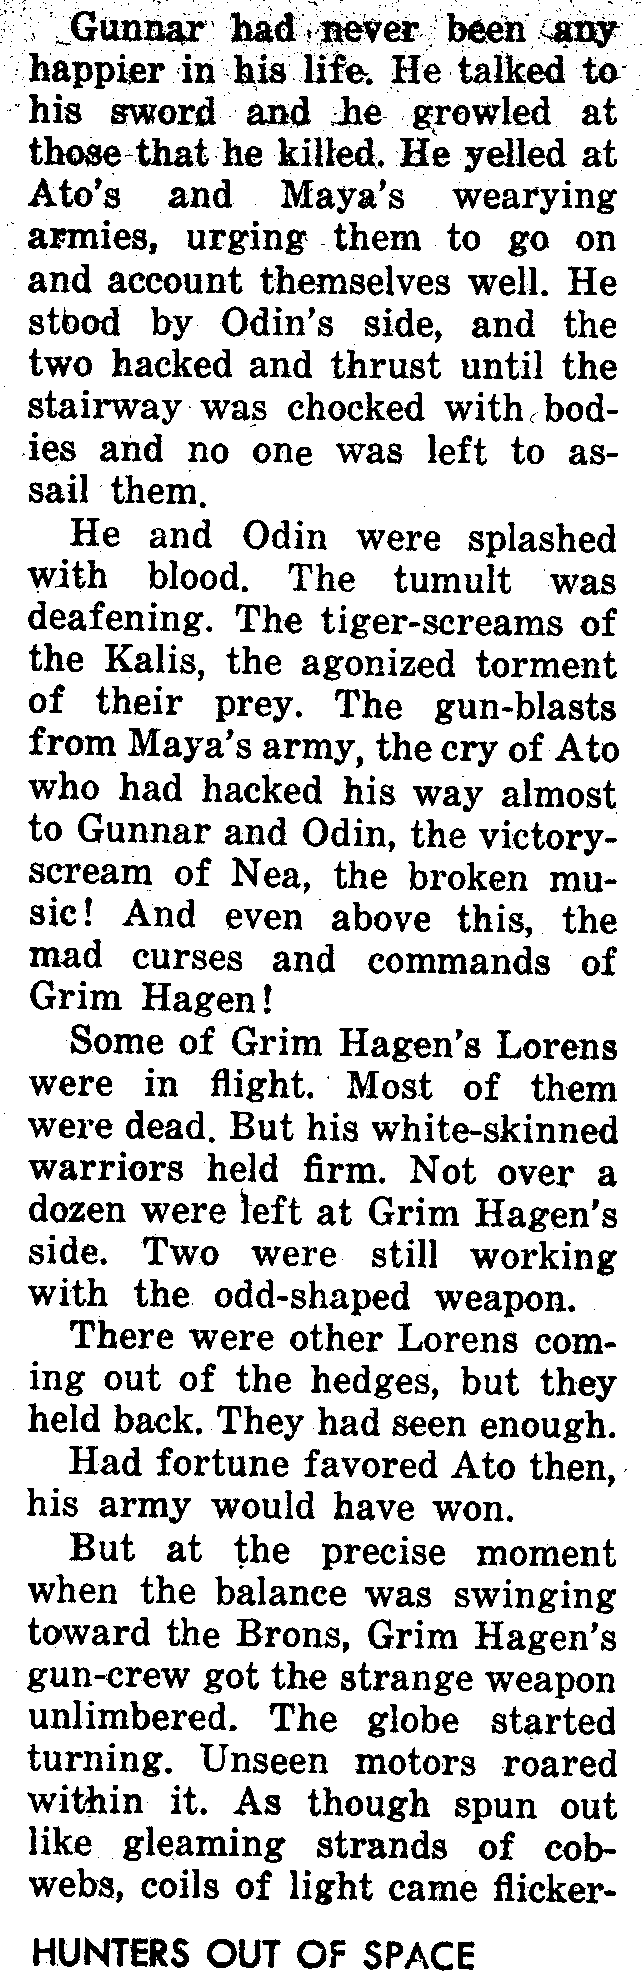 Gunnar had never been any
happier in his life. He talked to
his sword and he growled at
those that he killed. He yelled at
Ato's and Maya's wearying
armies, urging them to go on
and account themselves well. He
stood by Odin's side, and the
two hacked and thrust until the
stairway was chocked with bod-
ies and no one was left to as-
sail them.
He and Odin were splashed
with blood. The tumult was
deafening. The tiger-screams of
the Kalis, the agonized torment
of their prey. The gun-blasts
from Maya's army, the cry of Ato
who had hacked his way almost
to Gunnar and Odin, the victory-
scream of Nea, the broken mu-
sic! And even above this, the
mad curses and commands of
Grim Hagen!
Some of Grim Hagen's Lorens
were in flight. Most of them
were dead. But his white-skinned
warriors held firm. Not over a
dozen were left at Grim Hagen's
side. Two were still working
with the odd-shaped weapon.
There were other Lorens com-
ing out of the hedges, but they
held back. They had seen enough.
Had fortune favored Ato then,
his army would have won.
But at the precise moment
when the balance was swinging
toward the Brons, Grim Hagen's
gun-crew got the strange weapon
unlimbered. The globe started
turning. Unseen motors roared
within it. As though spun out
like gleaming strands of cob-
webs, coils of light came flicker-
HUNTERS OUT OF SPACE